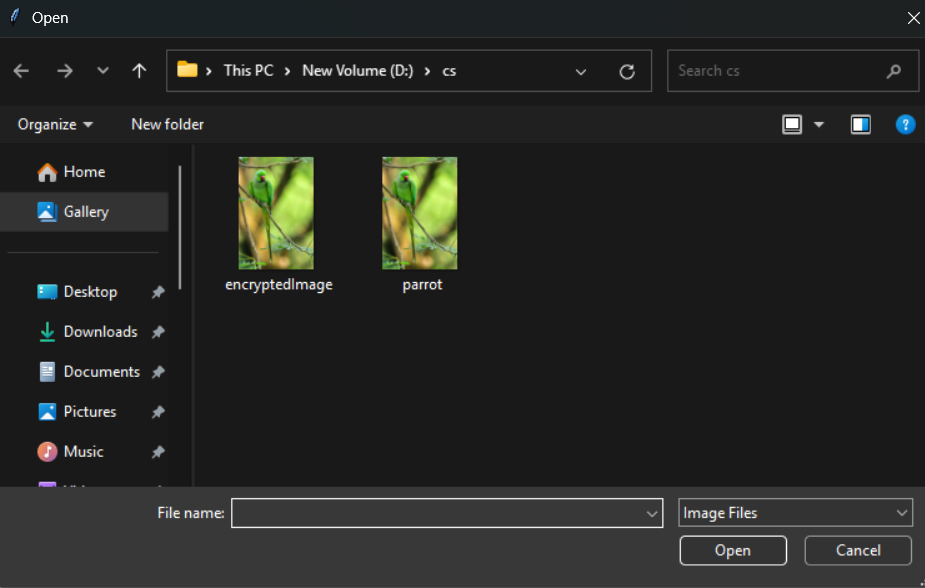 Open
This PC > New Volume (D:) > cs
Search cs
Organize
New folder
Home
Gallery
Desktop
Downloads
Documents
Pictures
Music
encryptedImage
parrot
File name:
Image Files
Open
Cancel